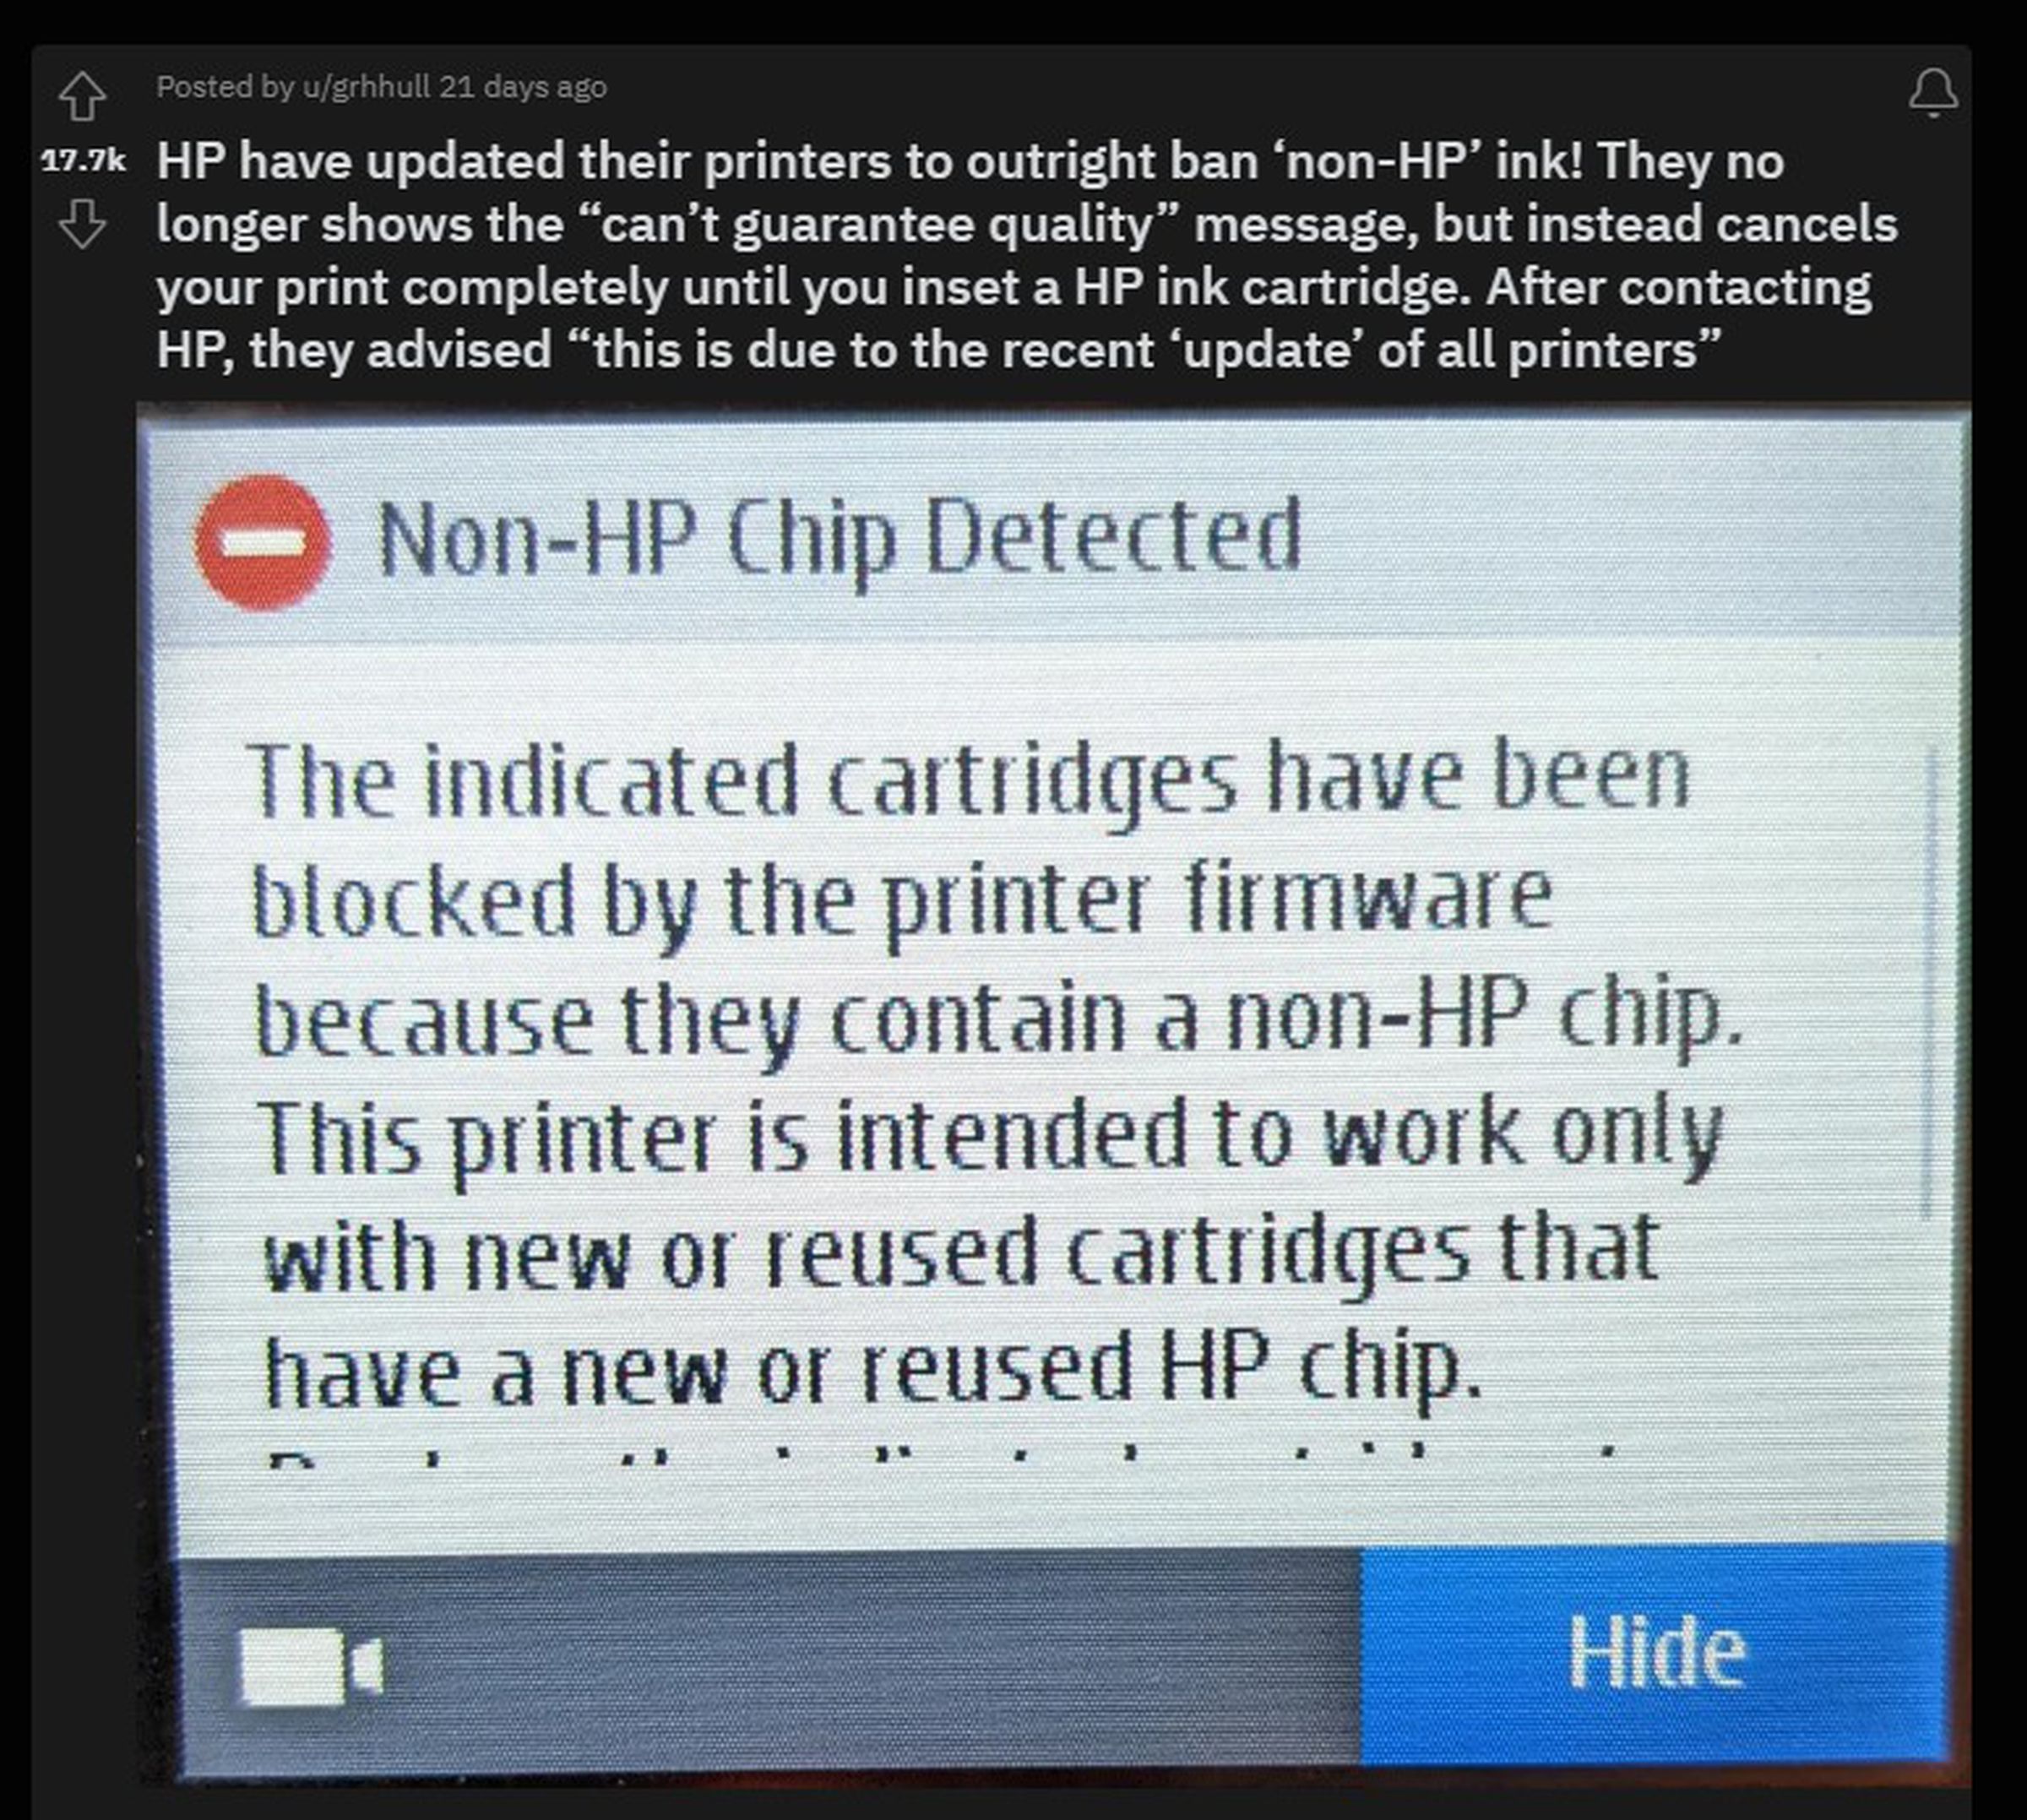 Posted by u/grhhull 21 days ago
17.7k
HP have updated their printers to outright ban ‘non-HP’ ink! They no
longer shows the “can’t guarantee quality” message, but instead cancels
your print completely until you inset a HP ink cartridge. After contacting
HP, they advised “this is due to the recent ‘update’ of all printers”
Non-HP Chip Detected
The indicated cartridges have been
blocked by the printer firmware
because they contain a non-HP chip.
This printer is intended to work only
with new or reused cartridges that
have a new or reused HP chip.
Hide